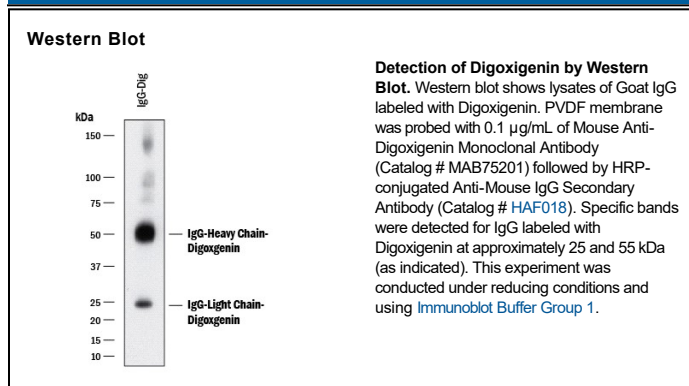 Western Blot
IgG-Dig
kDa
150
100
75
50
37
25
20
15
10
IgG-Heavy Chain-
Digoxgenin
IgG-Light Chain-
Digoxgenin
Detection of Digoxigenin by Western
Blot. Western blot shows lysates of Goat IgG
labeled with Digoxigenin. PVDF membrane
was probed with 0.1 µg/mL of Mouse Anti-
Digoxigenin Monoclonal Antibody
(Catalog # MAB75201) followed by HRP-
conjugated Anti-Mouse IgG Secondary
Antibody (Catalog # HAF018). Specific bands
were detected for IgG labeled with
Digoxigenin at approximately 25 and 55 kDa
(as indicated). This experiment was
conducted under reducing conditions and
using Immunoblot Buffer Group 1.